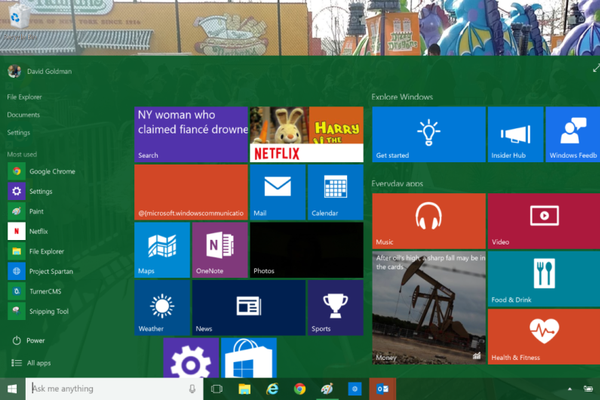 David Goldman
File Explorer
Documents
Settings
Most used
Google Chrome
Settings
Paint
N
Netflix
File Explorer
Project Spartan
TurnerCMS
Snipping Tool
Power
All apps
NY woman who
claimed fiancé drowne
Search
HARRY
THE
NETFLIX
@{microsoft.windowscommunicatio
Mail
Calendar
Maps
N
OneNote
Photos
Weather
News
Sports
Explore Windows
Get started
Insider Hub
Windows Feedb
Everyday apps
Music
Video
After oil's high, a sharp fall may be in
the cards.
Money
Food & Drink
Health & Fitness
Ask me anything